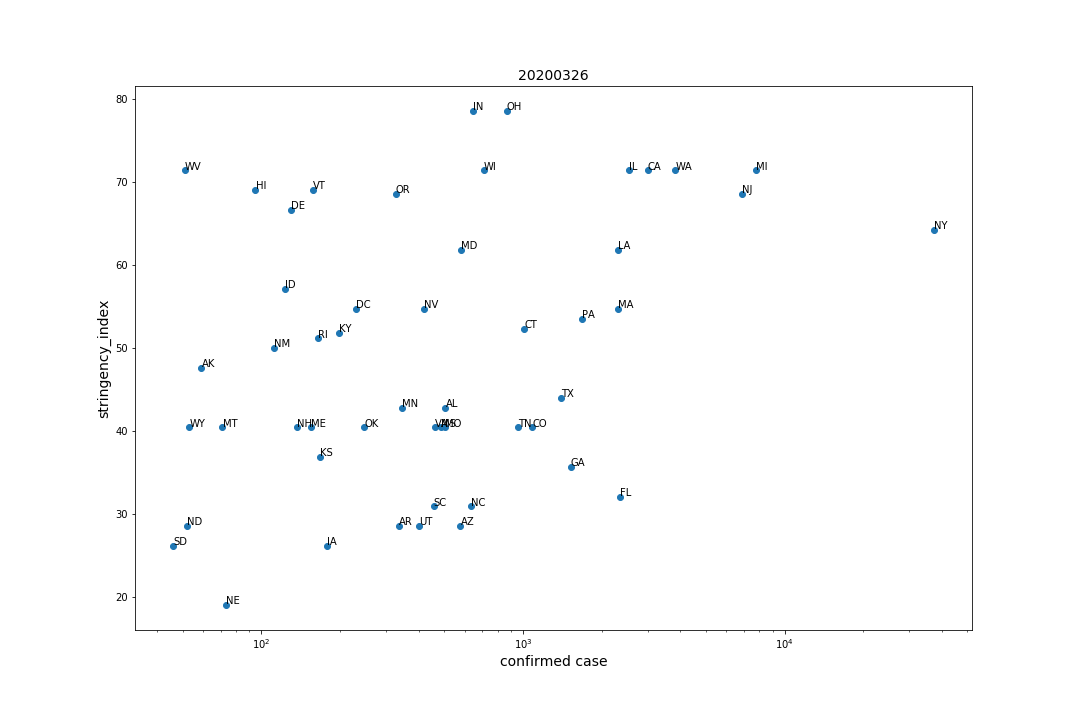 20200326
80
IN OH
WV WI IL CA WA MI
70
HI VT OR NJ
DE
NY
MD LA
60
ID
DC NV MA
PA
CT
KY
RI
50
NM
AK
TX
MN AL
40
WY MT NH ME OK MO TN CO
KS
GA
FL
SC NC
30
ND AR UT AZ
SD IA
20
NE
stringency_index
10² 10³ 10⁴
confirmed case